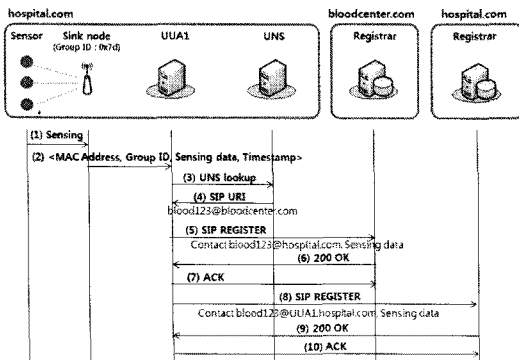 hospital.com
bloodcenter.com
hospital.com
Sensor
Sink node
(Group ID : 0x7d)
UUA1
UNS
Registrar
Registrar
(1) Sensing
(2) <MAC Address, Group ID, Sensing data, Timestamp>
(3) UNS lookup
(4) SIP URI
blood123@bloodcenter.com
(5) SIP REGISTER
Contact blood123@hospital.com, Sensing data
(6) 200 OK
(7) ACK
(8) SIP REGISTER
Contact blood123@UUA1.hospital.com, Sensing data
(9) 200 OK
(10) ACK